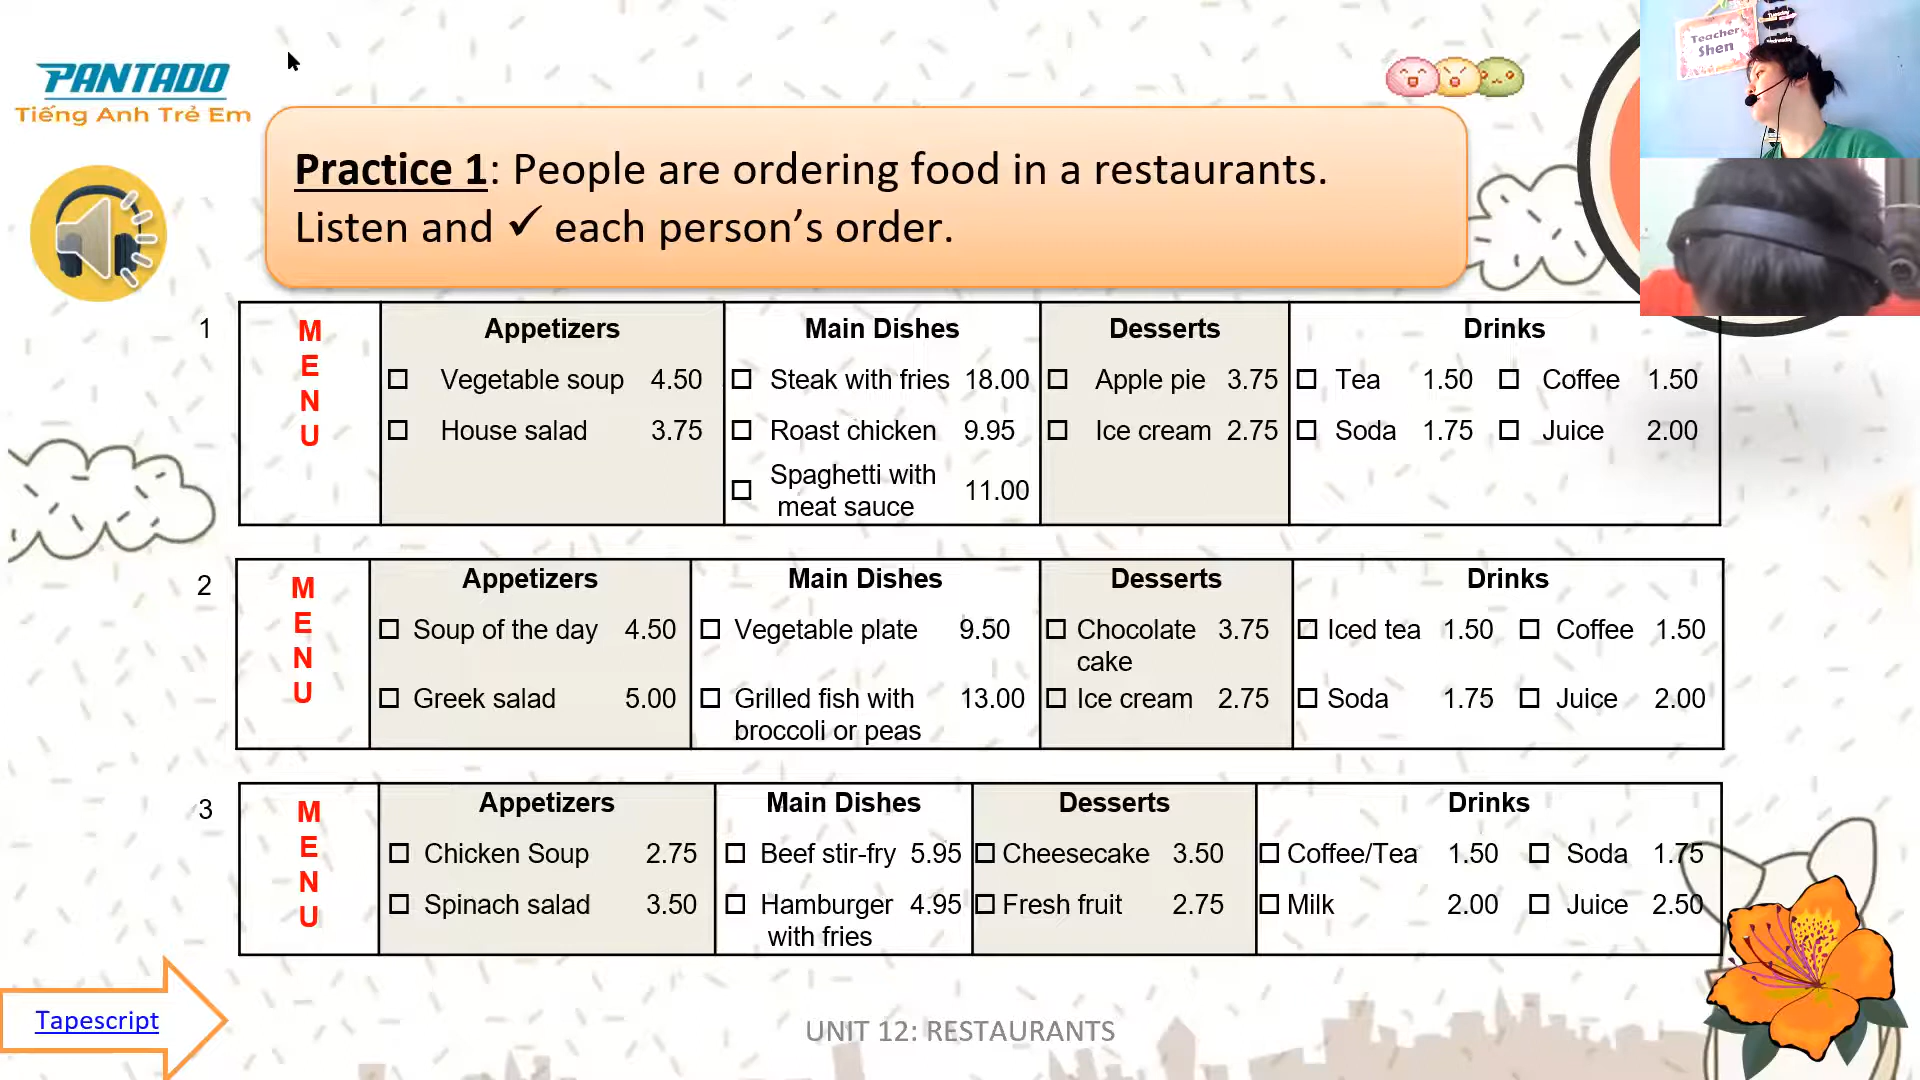 PANTADO
Tiếng Anh Trẻ Em
Teacher
Shen
Practice 1: People are ordering food in a restaurants.
Listen and ✓ each person's order.
1
MENU
Appetizers
☐ Vegetable soup 4.50
☐ House salad 3.75
Main Dishes
☐ Steak with fries 18.00
☐ Roast chicken 9.95
☐ Spaghetti with
meat sauce 11.00
Desserts
☐ Apple pie 3.75
☐ Ice cream 2.75
Drinks
☐ Tea 1.50 ☐ Coffee 1.50
☐ Soda 1.75 ☐ Juice 2.00
2
MENU
Appetizers
☐ Soup of the day 4.50
☐ Greek salad 5.00
Main Dishes
☐ Vegetable plate 9.50
☐ Grilled fish with 13.00
broccoli or peas
Desserts
☐ Chocolate 3.75
cake
☐ Ice cream 2.75
Drinks
☐ Iced tea 1.50 ☐ Coffee 1.50
☐ Soda 1.75 ☐ Juice 2.00
3
MENU
Appetizers
☐ Chicken Soup 2.75
☐ Spinach salad 3.50
Main Dishes
☐ Beef stir-fry 5.95
☐ Hamburger 4.95
with fries
Desserts
☐ Cheesecake 3.50
☐ Fresh fruit 2.75
Drinks
☐ Coffee/Tea 1.50 ☐ Soda 1.75
☐ Milk 2.00 ☐ Juice 2.50
Tapescript
UNIT 12: RESTAURANTS